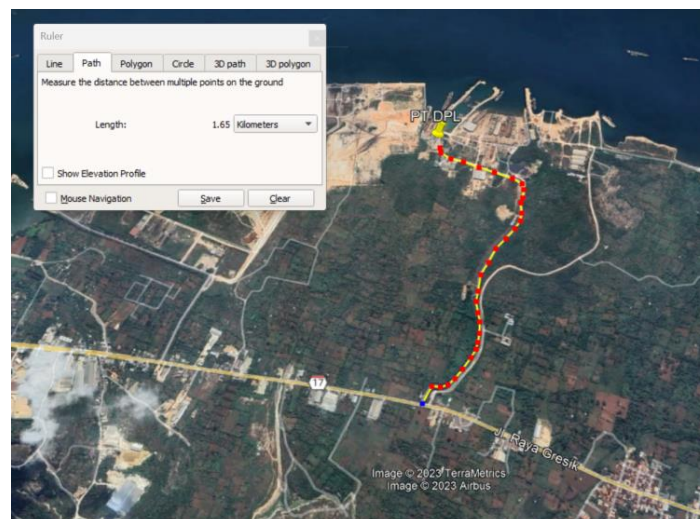 Ruler
Line Path Polygon Circle 3D path 3D polygon
Measure the distance between multiple points on the ground
Length: 1.65 Kilometers
Show Elevation Profile
Mouse Navigation Save Clear
PT DPL
17
Jl. Raya Gresik
Image © 2023 TerraMetrics
Image © 2023 Airbus